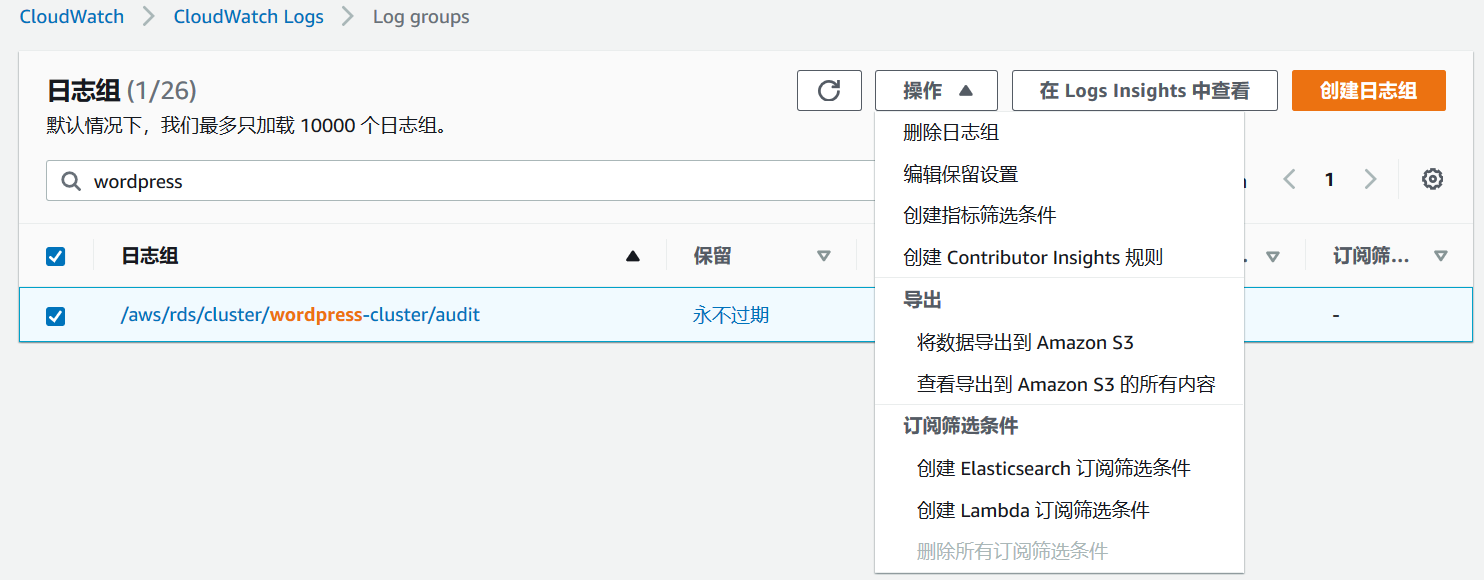 CloudWatch > CloudWatch Logs > Log groups
日志组 (1/26)
默认情况下，我们最多只加载 10000 个日志组。
操作
在 Logs Insights 中查看
创建日志组
wordpress
1
日志组
保留
订阅筛...
/aws/rds/cluster/wordpress-cluster/audit
永不过期
-
删除日志组
编辑保留设置
创建指标筛选条件
创建 Contributor Insights 规则
导出
将数据导出到 Amazon S3
查看导出到 Amazon S3 的所有内容
订阅筛选条件
创建 Elasticsearch 订阅筛选条件
创建 Lambda 订阅筛选条件
删除所有订阅筛选条件